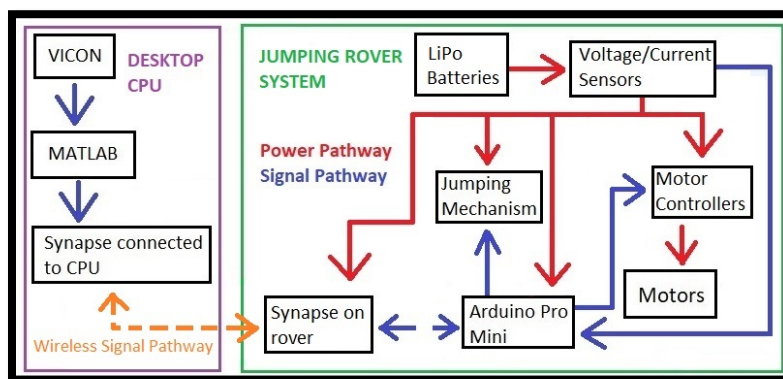 VICON
DESKTOP
CPU
MATLAB
Synapse connected
to CPU
Wireless Signal Pathway
JUMPING ROVER
SYSTEM
LiPo
Batteries
Voltage/Current
Sensors
Power Pathway
Signal Pathway
Jumping
Mechanism
Motor
Controllers
Motors
Synapse on
rover
Arduino Pro
Mini